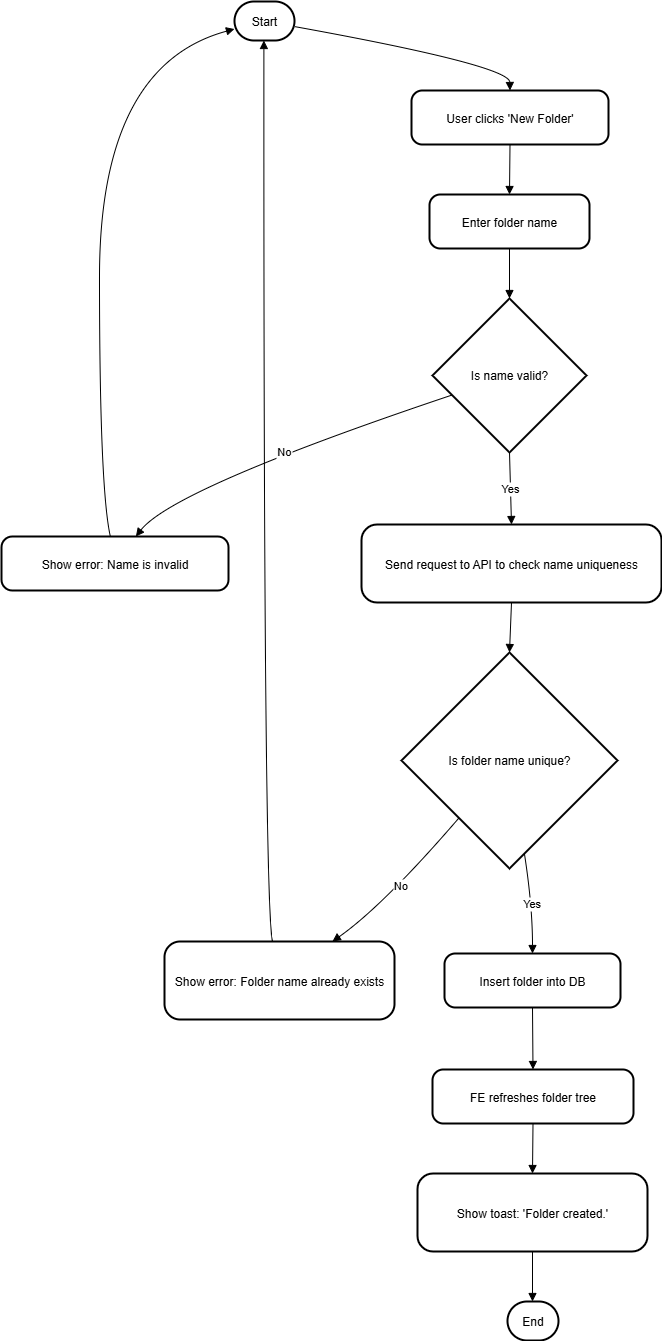 Start
User clicks 'New Folder'
Enter folder name
Is name valid?
No
Yes
Show error: Name is invalid
Send request to API to check name uniqueness
Is folder name unique?
No
Yes
Show error: Folder name already exists
Insert folder into DB
FE refreshes folder tree
Show toast: 'Folder created.'
End